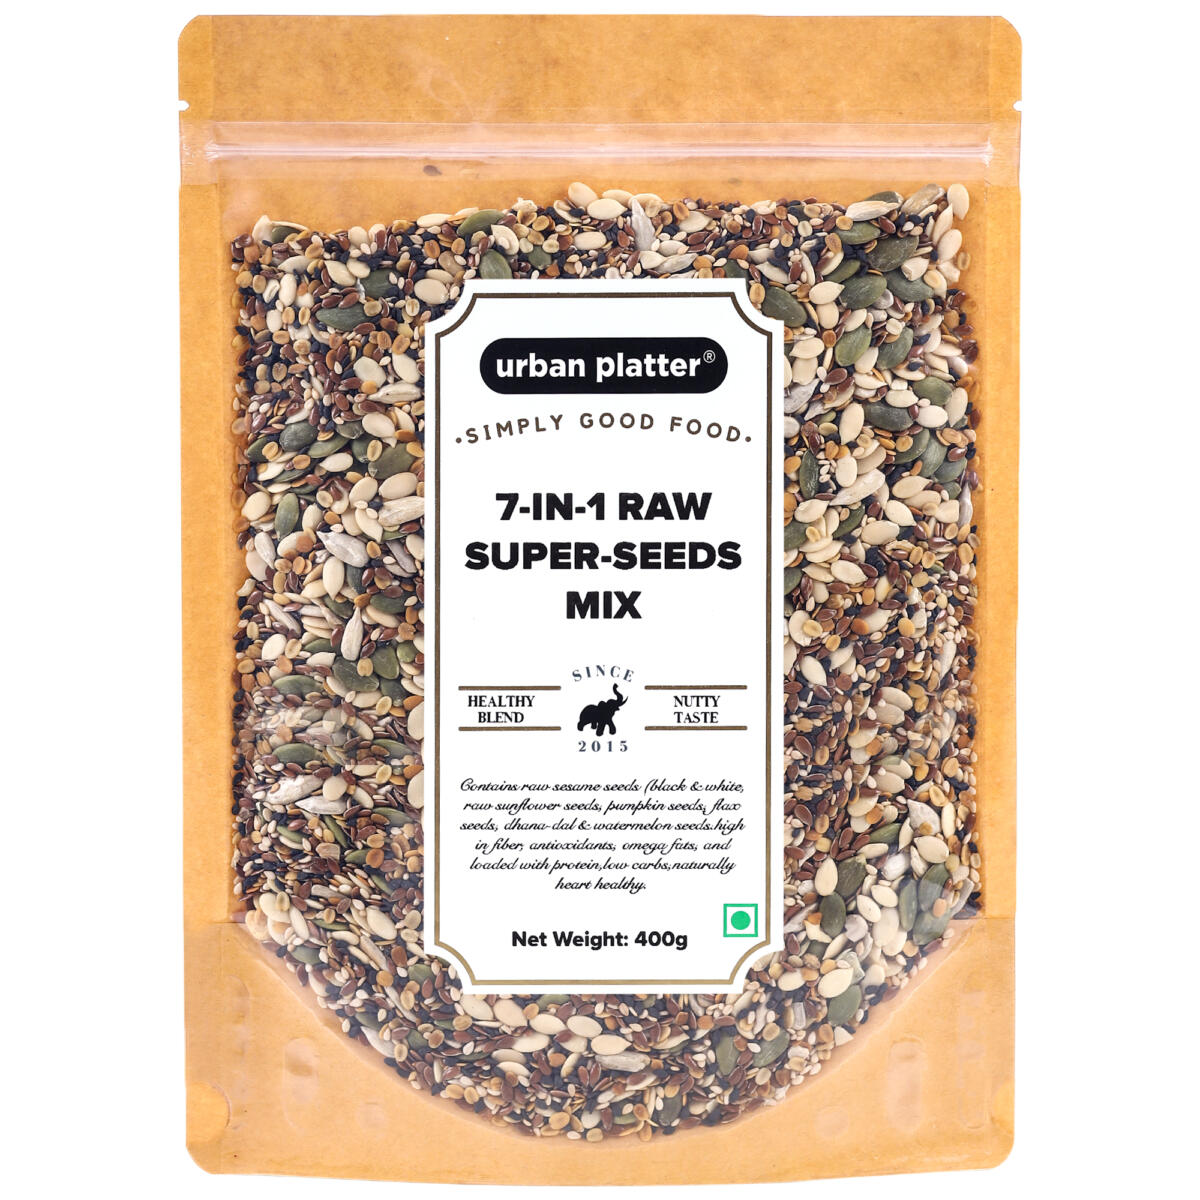 urban platter®
·SIMPLY GOOD FOOD·
7-IN-1 RAW
SUPER-SEEDS
MIX
SINCE
HEALTHY
BLEND
NUTTY
TASTE
2015
Contains raw sesame seeds (black & white,
raw sunflower seeds, pumpkin seeds, flax
seeds, dhana-dal & watermelon seeds.high
in fiber, antioxidants, omega fats, and
loaded with protein,low carbs,naturally
heart healthy.
Net Weight: 400g